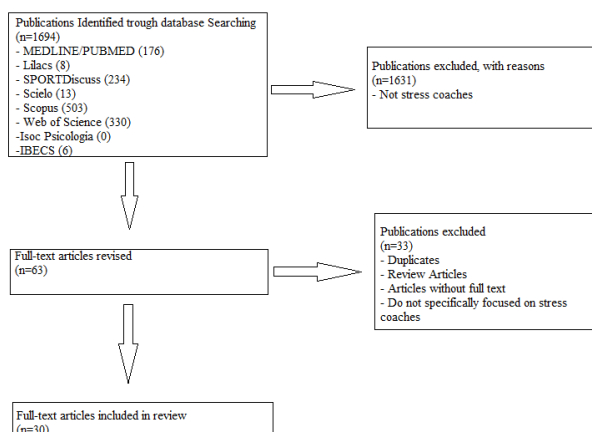 Publications Identified trough database Searching
(n=1694)
- MEDLINE/PUBMED (176)
- Lilacs (8)
- SPORTDiscuss (234)
- Scielo (13)
- Scopus (503)
- Web of Science (330)
-Isoc Psicologia (0)
-IBECS (6)
Publications excluded, with reasons
(n=1631)
- Not stress coaches
Full-text articles revised
(n=63)
Publications excluded
(n=33)
- Duplicates
- Review Articles
- Articles without full text
- Do not specifically focused on stress
coaches
Full-text articles included in review
(n=30)